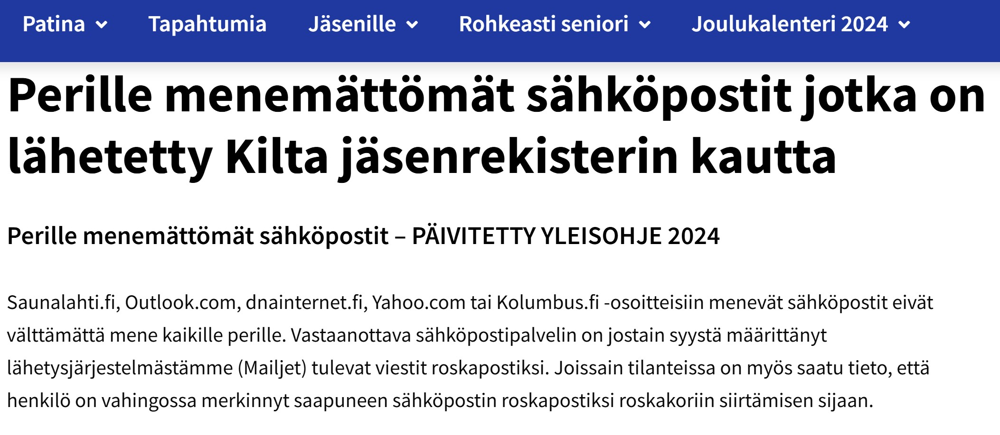 Patina Tapahtumia Jäsenille Rohkeasti seniori Joulukalenteri 2024
Perille menemättömät sähköpostit jotka on
lähetetty Kilta jäsenrekisterin kautta
Perille menemättömät sähköpostit – PÄIVITETTY YLEISOHJE 2024
Saunalahti.fi, Outlook.com, dnainternet.fi, Yahoo.com tai Kolumbus.fi -osoitteisiin menevät sähköpostit eivät
välttämättä mene kaikille perille. Vastaanottava sähköpostipalvelin on jostain syystä määrittänyt
lähetysjärjestelmästämme (Mailjet) tulevat viestit roskapostiksi. Joissain tilanteissa on myös saatu tieto, että
henkilö on vahingossa merkinnyt saapuneen sähköpostin roskapostiksi roskakoriin siirtämisen sijaan.